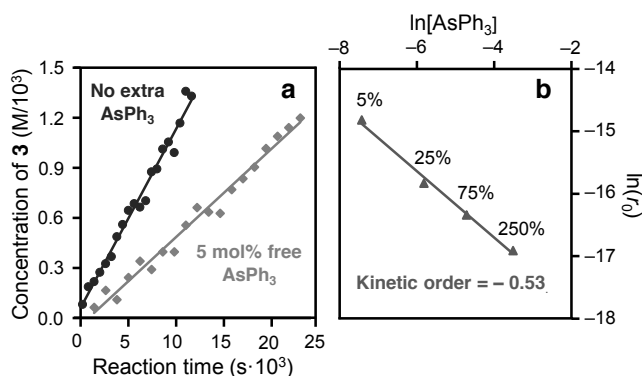 ln[AsPh3]
−8 −6 −4 −2
1.5
1.2
0.9
0.6
0.3
0.0
Concentration of 3 (M/10³)
No extra
AsPh3
a
5 mol% free
AsPh3
0 5 10 15 20 25
Reaction time (s·10³)
b
5%
25%
75%
250%
Kinetic order = − 0.53
−14
−15
−16
−17
−18
ln(r0)